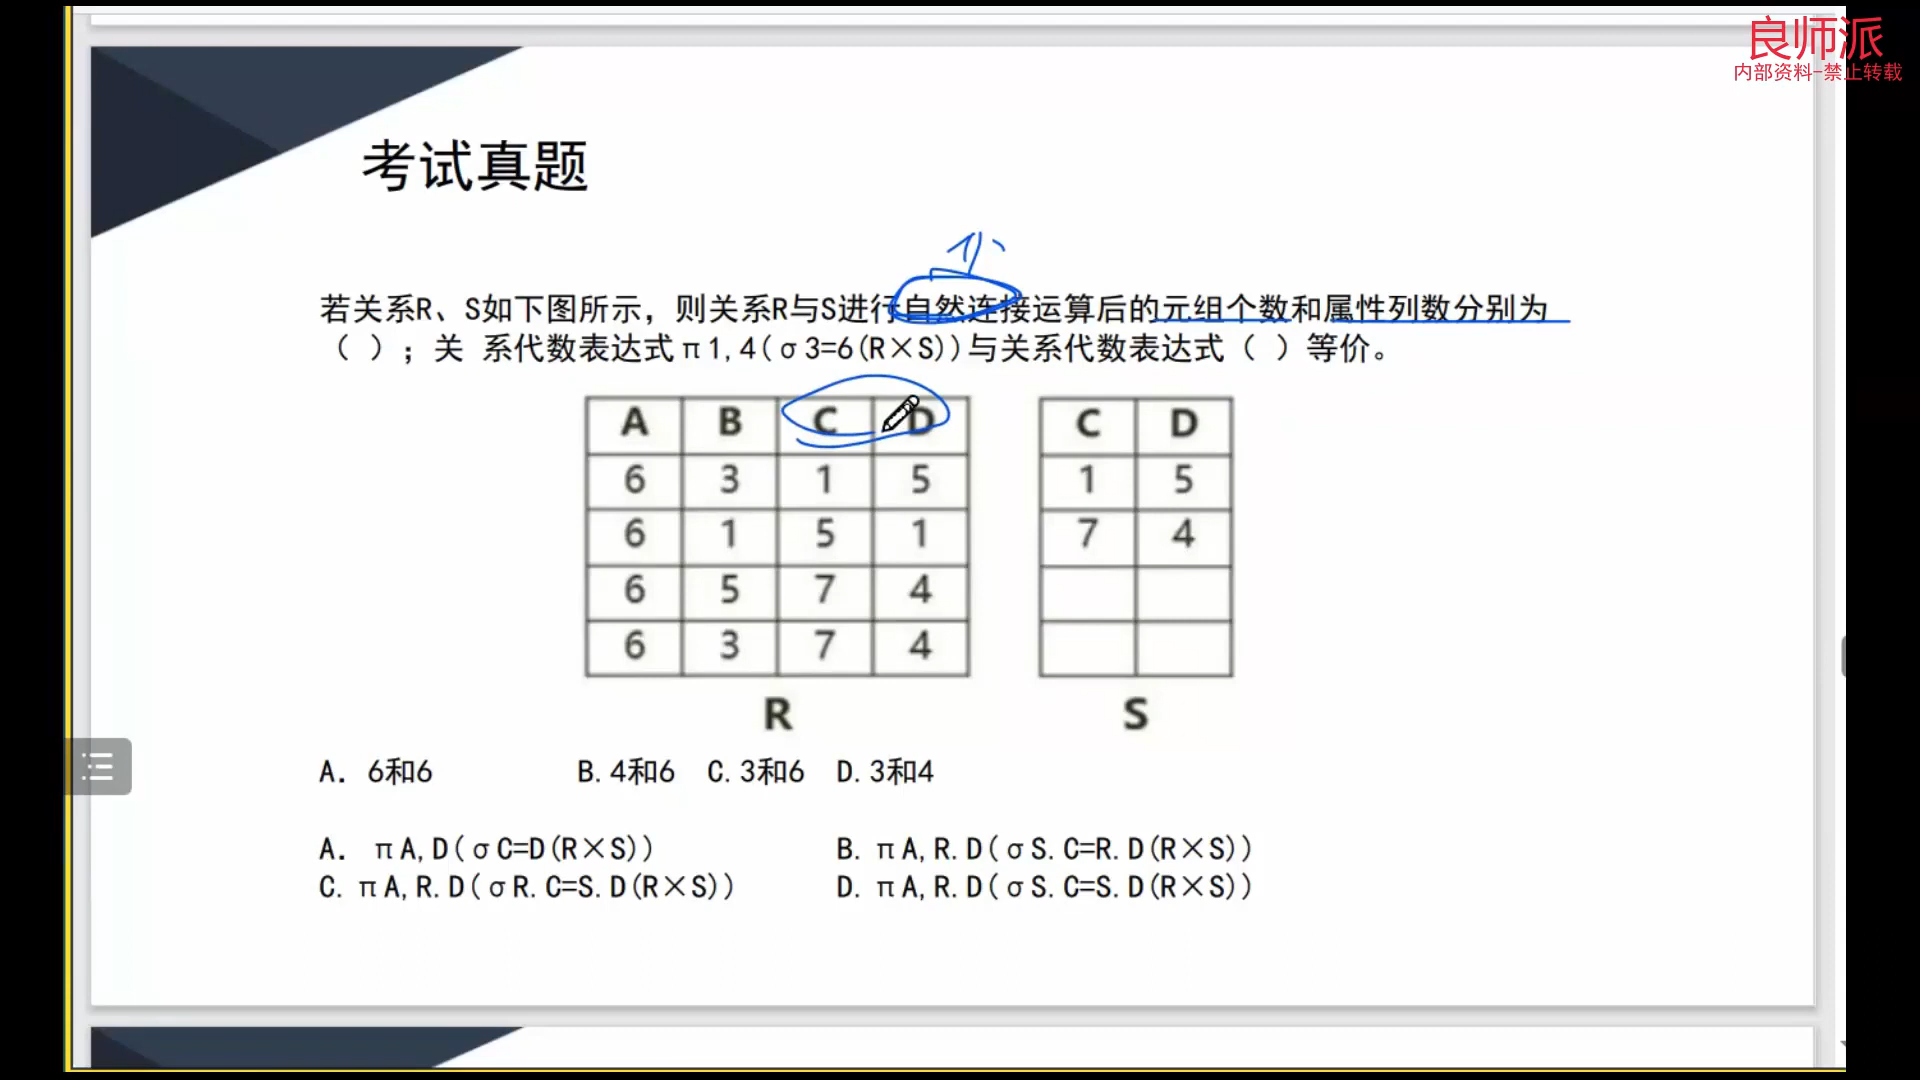 良师派
内部资料-禁止转载
考试真题
若关系R、S如下图所示，则关系R与S进行自然连接运算后的元组个数和属性列数分别为
（ ）；关 系代数表达式π1,4(σ3=6(R×S))与关系代数表达式（ ）等价。
A B C D
6 3 1 5
6 1 5 1
6 5 7 4
6 3 7 4
R
C D
1 5
7 4
S
A. 6和6 B.4和6 C.3和6 D.3和4
A. πA,D(σC=D(R×S)) B. πA,R.D(σS.C=R.D(R×S))
C. πA,R.D(σR.C=S.D(R×S)) D. πA,R.D(σS.C=S.D(R×S))